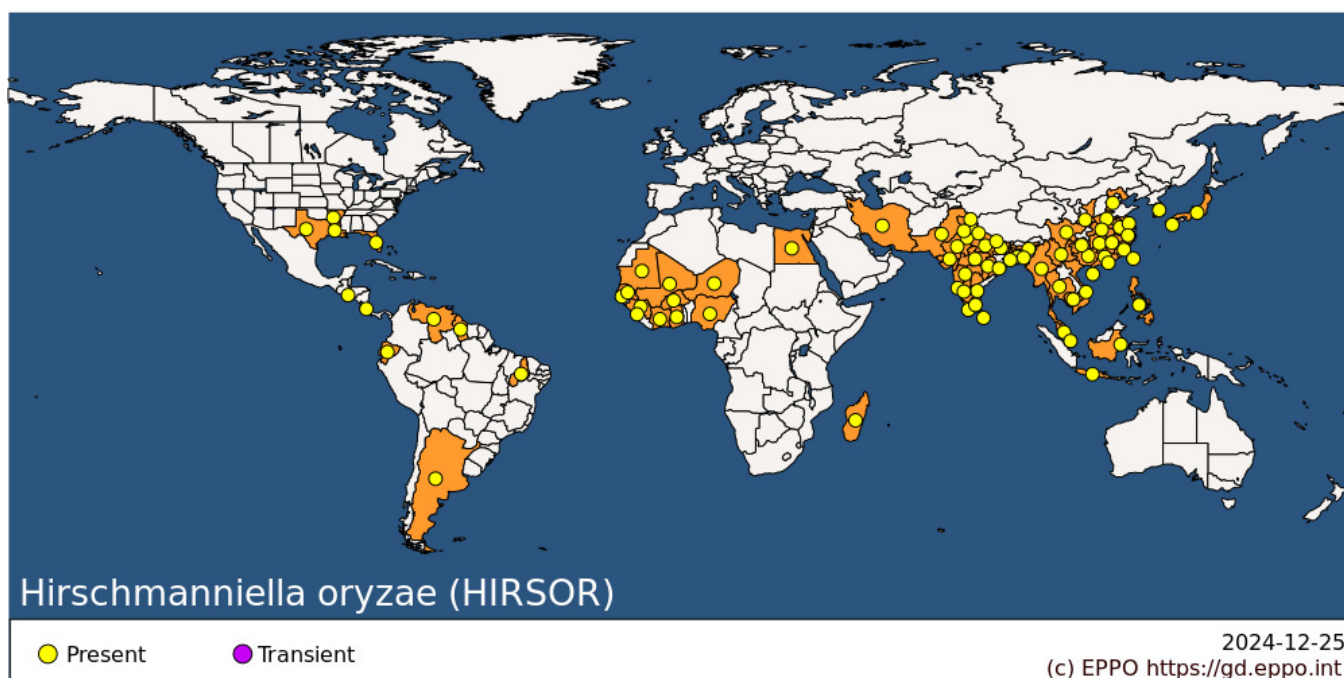 Hirschmanniella oryzae (HIRSOR)
Present
Transient
2024-12-25
(c) EPPO https://gd.eppo.int